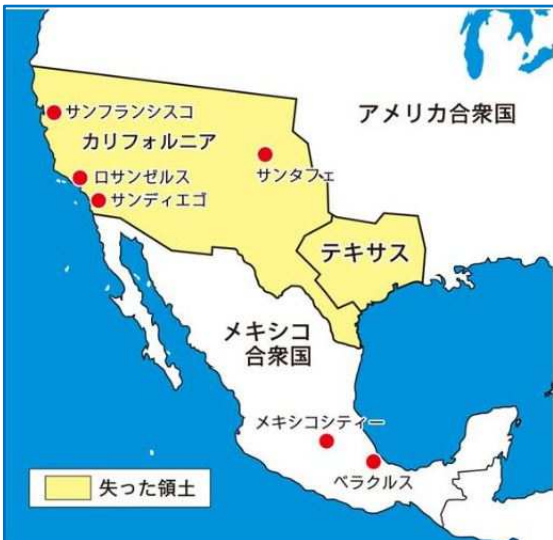 アメリカ合衆国
サンフランシスコ
カリフォルニア
サンタフェ
ロサンゼルス
サンディエゴ
テキサス
メキシコ
合衆国
メキシコシティー
ベラクルス
失った領土